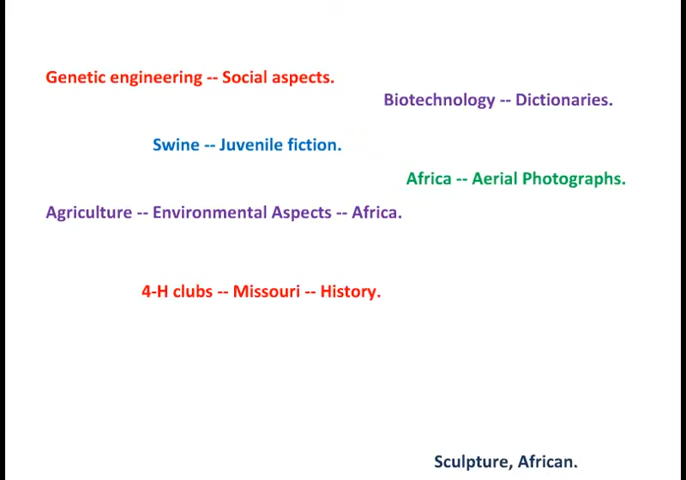 Genetic engineering -- Social aspects.
Biotechnology -- Dictionaries.
Swine -- Juvenile fiction.
Africa -- Aerial Photographs.
Agriculture -- Environmental Aspects -- Africa.
4-H clubs -- Missouri -- History.
Sculpture, African.